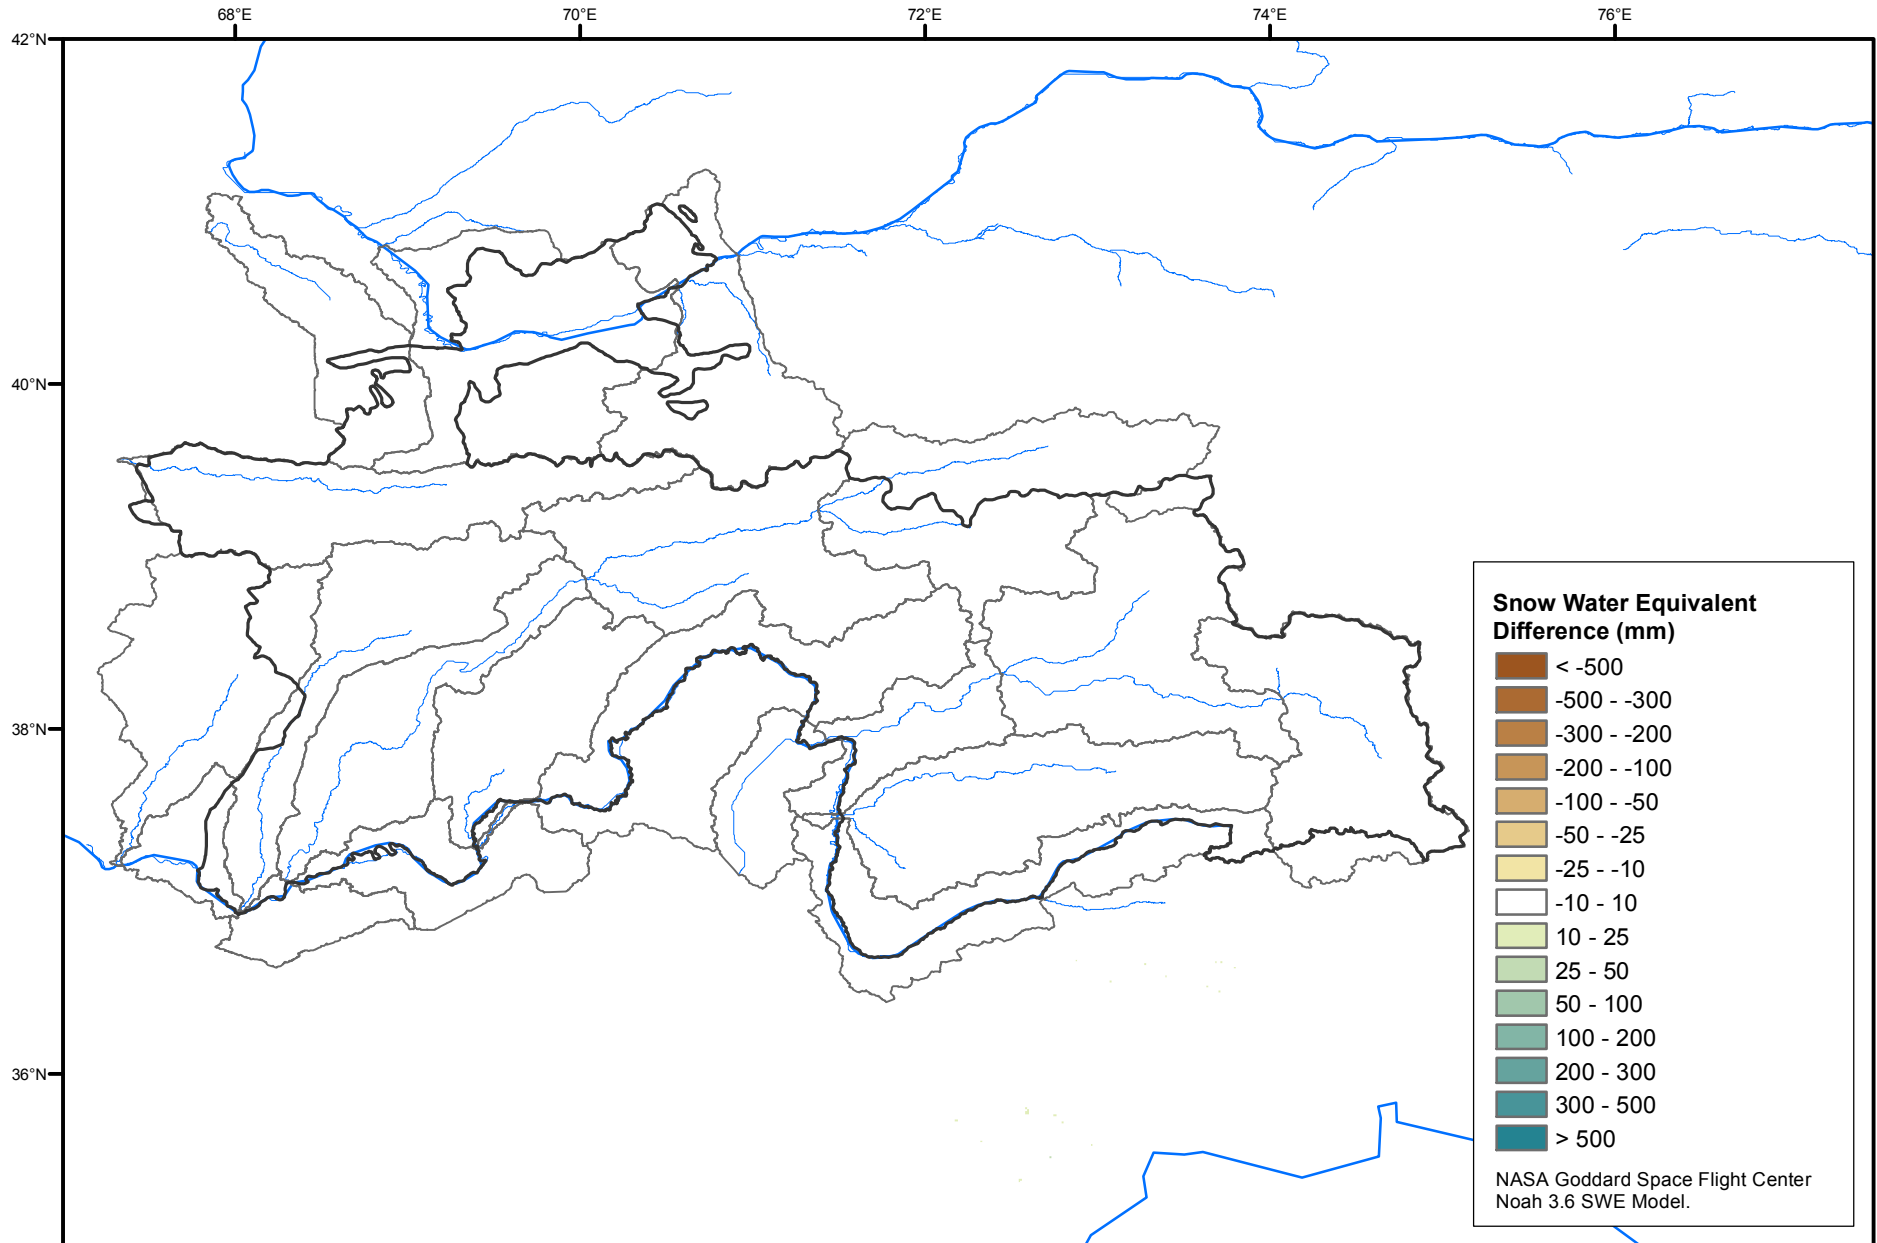 68°E
70°E
72°E
74°E
76°E
42°N
40°N
38°N
36°N
Snow Water Equivalent
Difference (mm)
< -500
-500 - -300
-300 - -200
-200 - -100
-100 - -50
-50 - -25
-25 - -10
-10 - 10
10 - 25
25 - 50
50 - 100
100 - 200
200 - 300
300 - 500
> 500
NASA Goddard Space Flight Center
Noah 3.6 SWE Model.